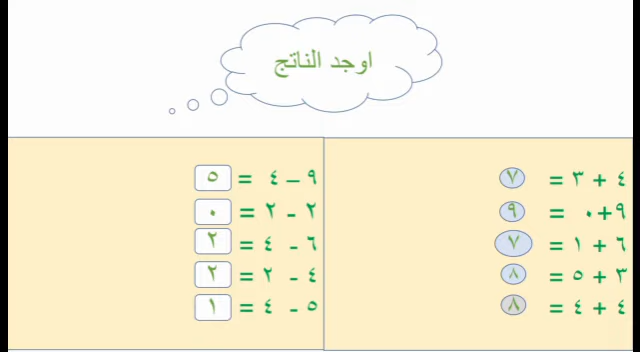 اوجد الناتج
٤ + ٣ = ٧
٩+٠ = ٩
٦ + ١ = ٧
٣ + ٥ = ٨
٤ + ٤ = ٨
٩ – ٤ = ٥
٢ - ٢ = ٠
٦ - ٤ = ٢
٤ - ٢ = ٢
٥ - ٤ = ١